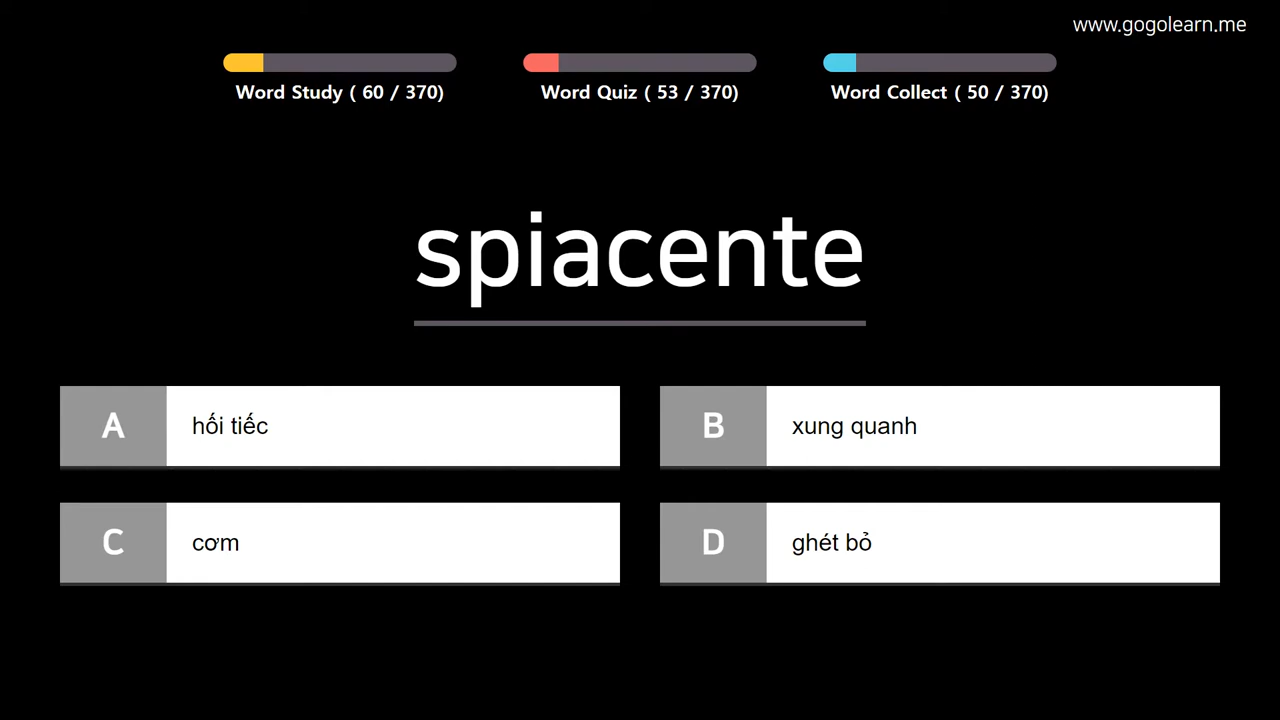 www.gogolearn.me
Word Study ( 60 / 370)
Word Quiz ( 53 / 370)
Word Collect ( 50 / 370)
spiacente
A hối tiếc
B xung quanh
C cơm
D ghét bỏ